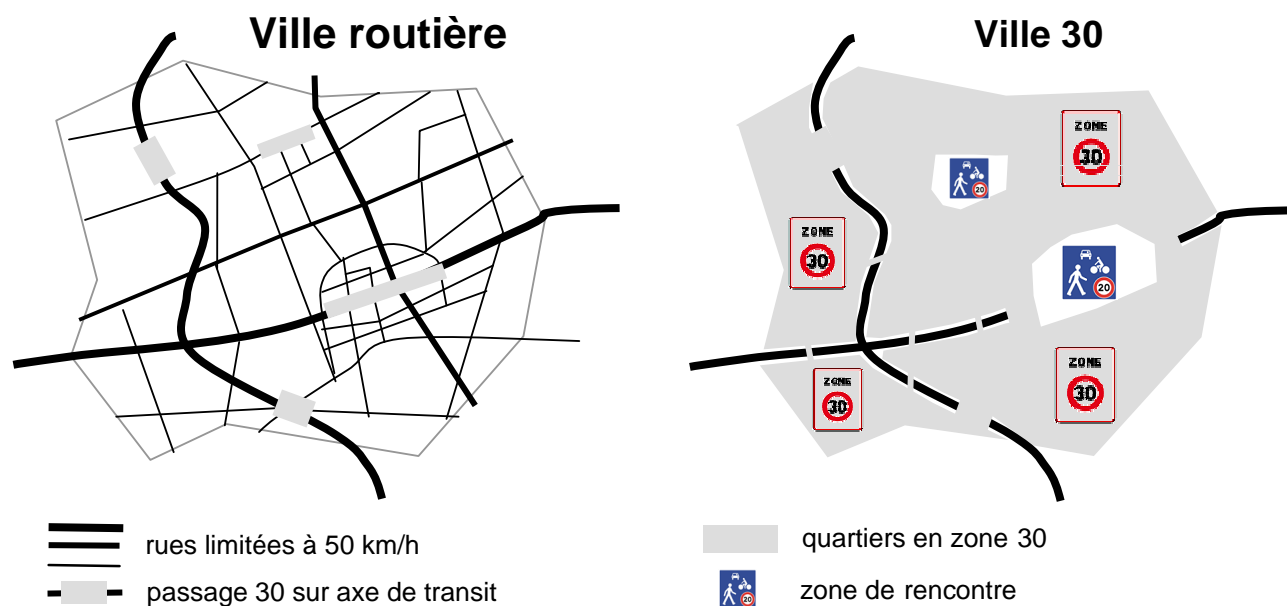 Ville routière
Ville 30
ZONE
30
20
ZONE
30
20
ZONE
30
ZONE
30
rues limitées à 50 km/h
passage 30 sur axe de transit
quartiers en zone 30
20
zone de rencontre